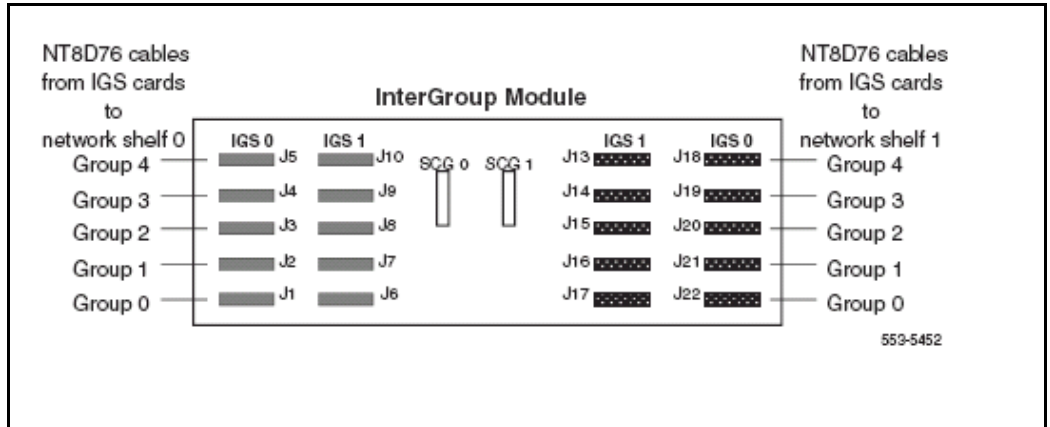 NT8D76 cables
from IGS cards
to
network shelf 0
NT8D76 cables
from IGS cards
to
network shelf 1
InterGroup Module
IGS 0 IGS 1 IGS 1 IGS 0
SCG 0 SCG 1
Group 4 J5 J10 J13 J18 Group 4
Group 3 J4 J9 J14 J19 Group 3
Group 2 J3 J8 J15 J20 Group 2
Group 1 J2 J7 J16 J21 Group 1
Group 0 J1 J6 J17 J22 Group 0
553-5452